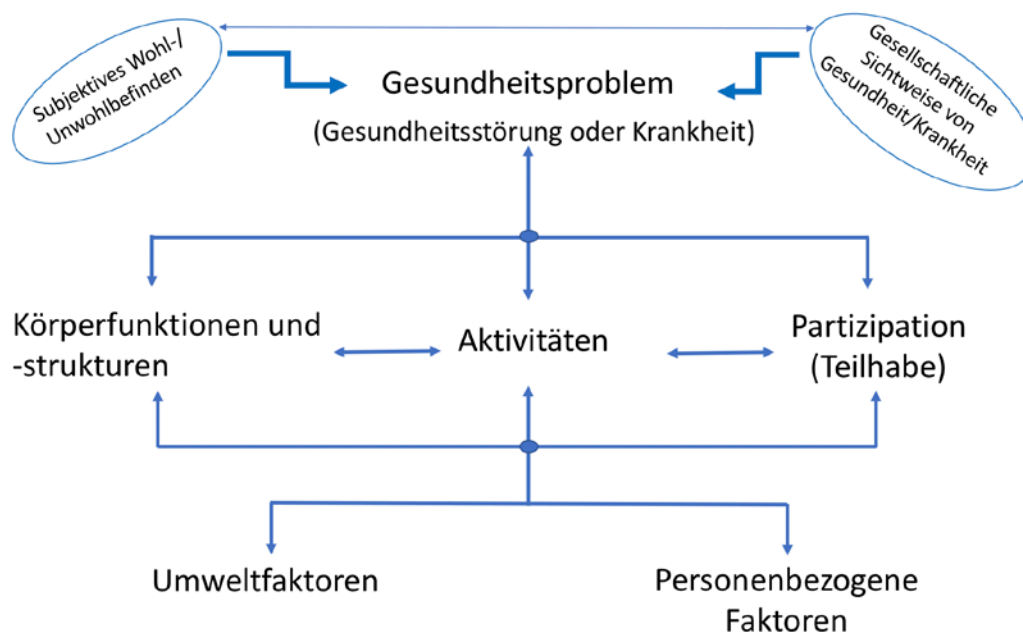 Subjektives Wohl-/
Unwohlbefinden
Gesellschaftliche
Sichtweise von
Gesundheit/Krankheit
Gesundheitsproblem
(Gesundheitsstörung oder Krankheit)
Körperfunktionen und
-strukturen
Aktivitäten
Partizipation
(Teilhabe)
Umweltfaktoren
Personenbezogene
Faktoren